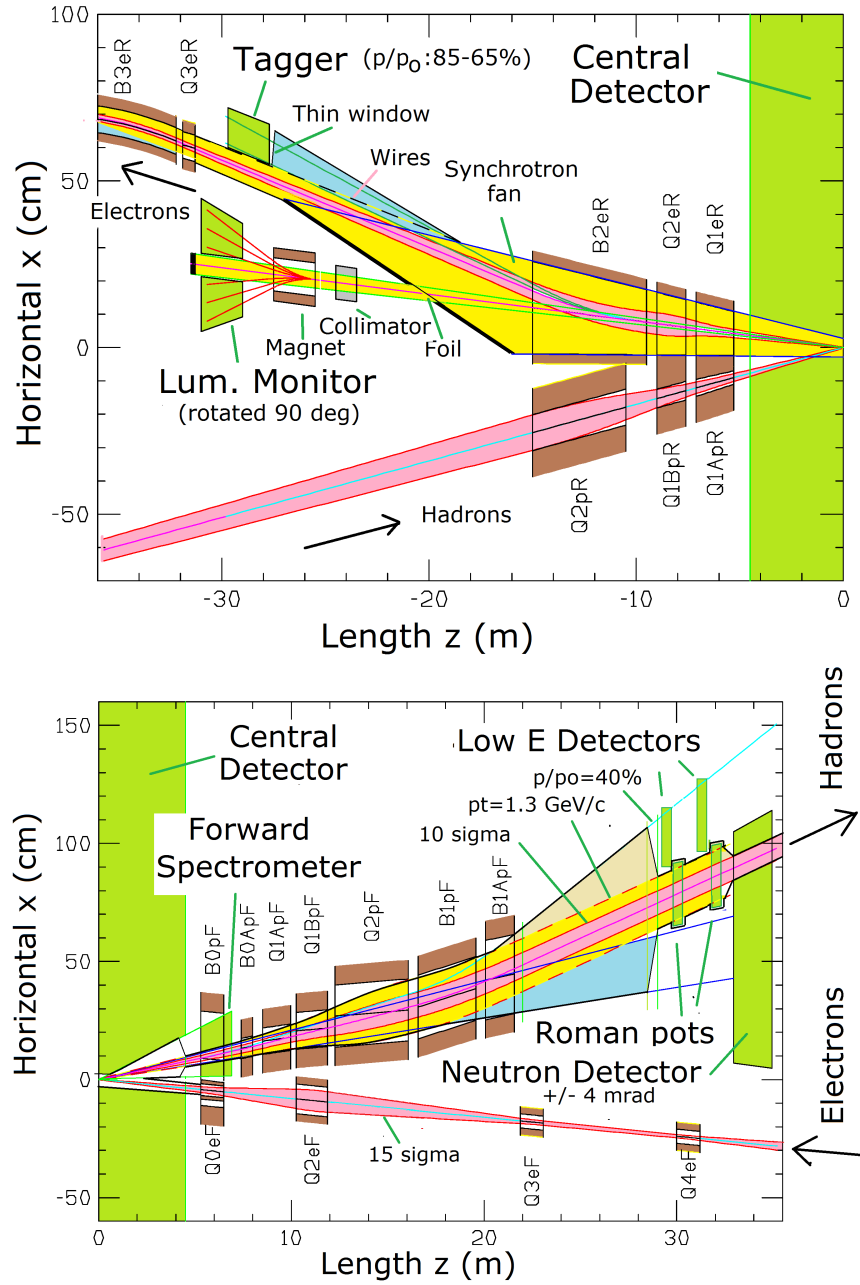 100
50
0
-50
Horizontal x (cm)
B3eR
Q3eR
Tagger (p/po:85-65%)
Thin window
Wires
Central
Detector
Synchrotron
fan
Electrons
B2eR
Q2eR
Q1eR
Collimator
Magnet
Foil
Lum. Monitor
(rotated 90 deg)
Q2pR
Q1BpR
Q1ApR
Hadrons
-30
-20
-10
0
Length z (m)
150
100
50
0
-50
Horizontal x (cm)
Central
Detector
Forward
Spectrometer
Low E Detectors
p/po=40%
pt=1.3 GeV/c
10 sigma
Hadrons
B0pF
B0ApF
Q1ApF
Q1BpF
Q2pF
B1pF
B1ApF
Roman pots
Neutron Detector
+/- 4 mrad
Electrons
15 sigma
Q0eF
Q2eF
Q3eF
Q4eF
0
10
20
30
Length z (m)